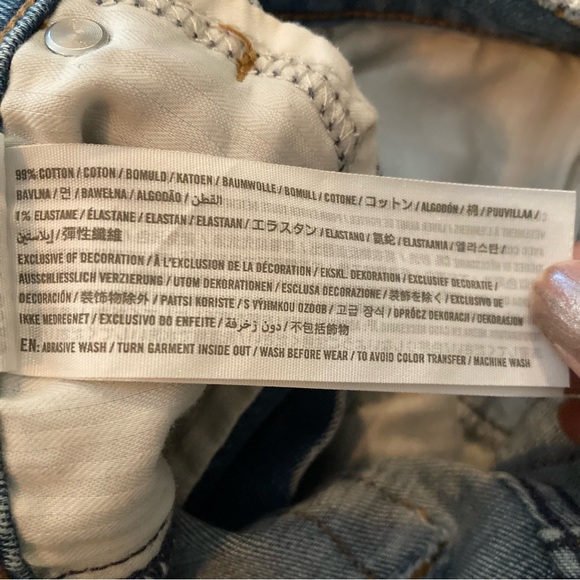 99% COTTON / COTON / BOMULD / KATOEN / BAUMWOLLE / BOMULL / COTONE / コットン / ALGODÓN / 棉 / PUUVILLAA /
BAVLNA / 면 / BAWEŁNA / ALGODÃO / القطن
1% ELASTANE / ÉLASTANE / ELASTAN / ELASTAAN / エラスタン / ELASTANO / 氨纶 / ELASTAANIA / 엘라스탄 /
إيلاستين / 彈性纖維
EXCLUSIVE OF DECORATION / À L'EXCLUSION DE LA DÉCORATION / EKSKL. DEKORATION / EXCLUSIEF DECORATIE /
AUSSCHLIESSLICH VERZIERUNG / UTOM DEKORATIONEN / ESCLUSA DECORAZIONE / 装飾を除く / EXCLUSIVO DE
DECORACIÓN / 装饰物除外 / PAITSI KORISTE / S VÝJIMKOU OZDOB / 고급 장식 / OPRÓCZ DEKORACJI / DEKORASJON
IKKE MEDREGNET / EXCLUSIVO DO ENFEITE / دون زخرفة / 不包括飾物
EN: ABRASIVE WASH / TURN GARMENT INSIDE OUT / WASH BEFORE WEAR / TO AVOID COLOR TRANSFER / MACHINE WASH